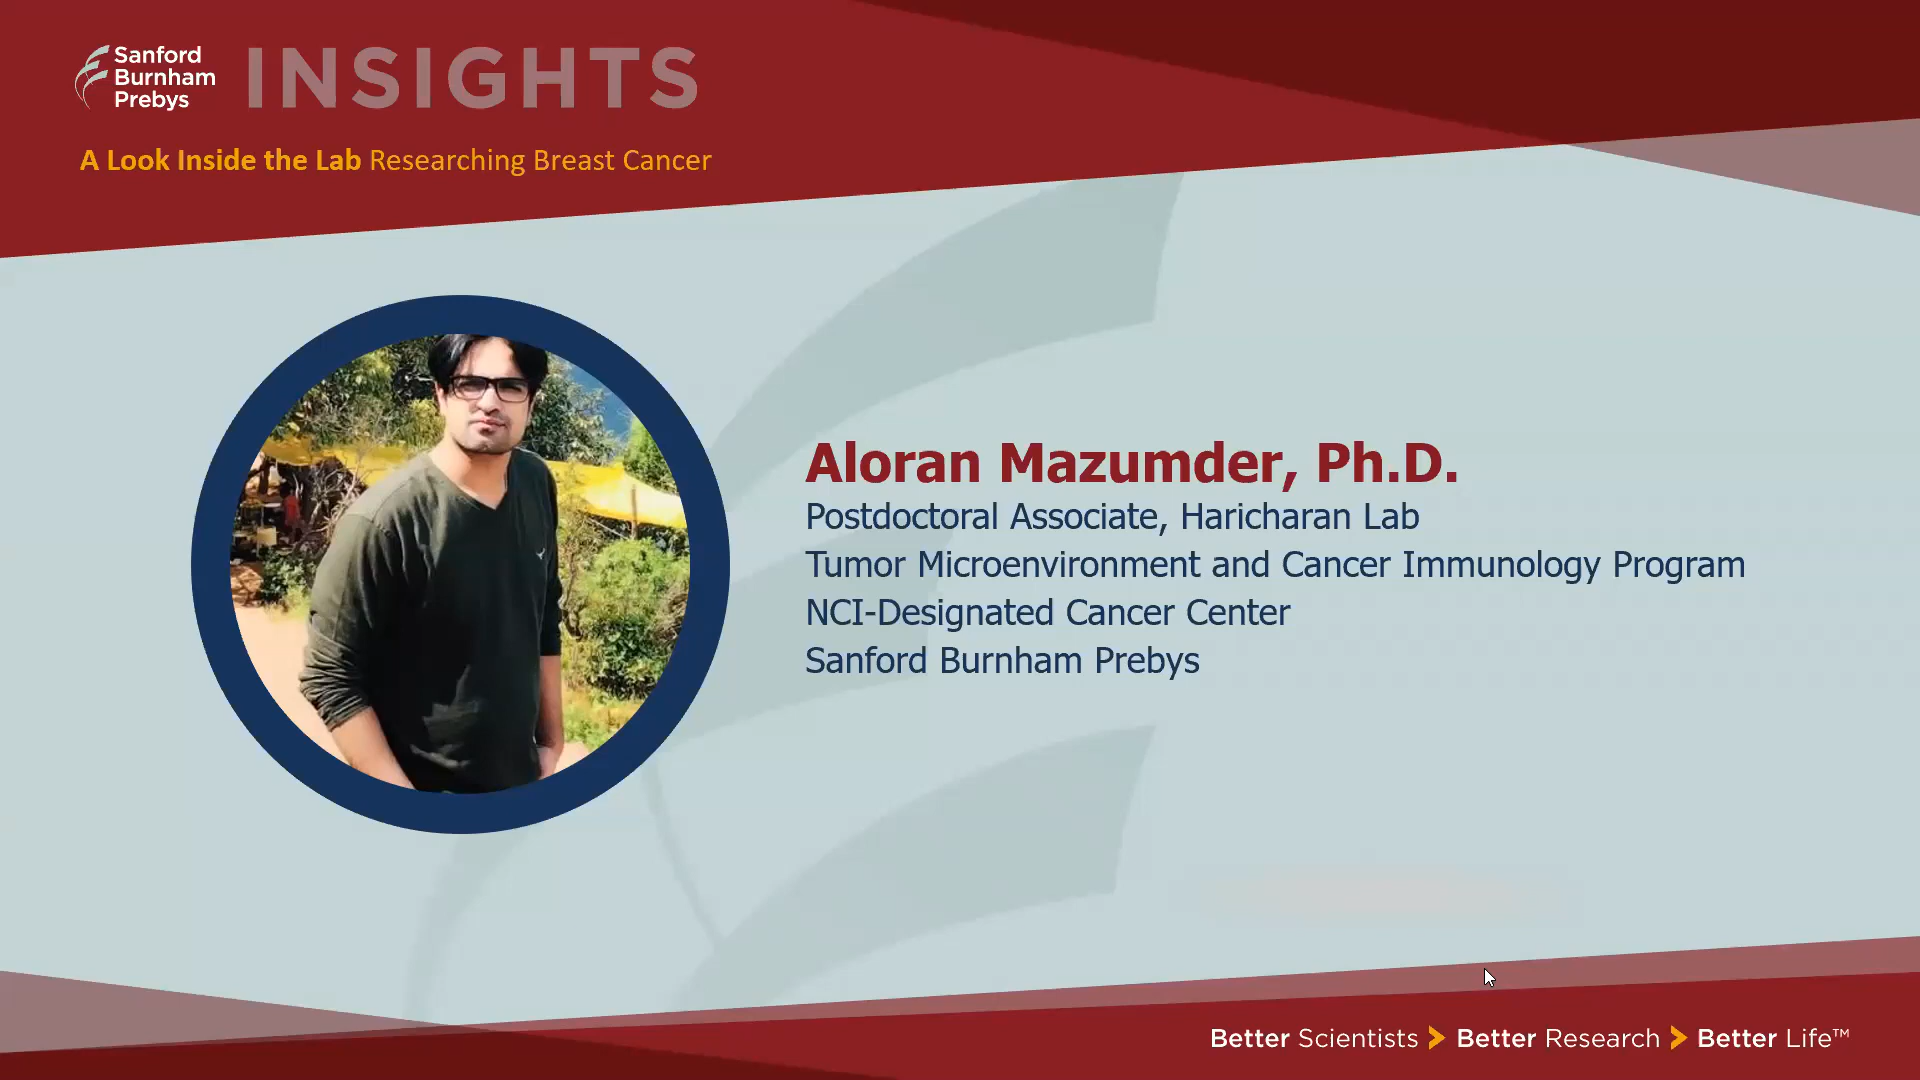 Sanford
Burnham
Prebys
INSIGHTS
A Look Inside the Lab Researching Breast Cancer
Aloran Mazumder, Ph.D.
Postdoctoral Associate, Haricharan Lab
Tumor Microenvironment and Cancer Immunology Program
NCI-Designated Cancer Center
Sanford Burnham Prebys
Better Scientists > Better Research > Better Life™